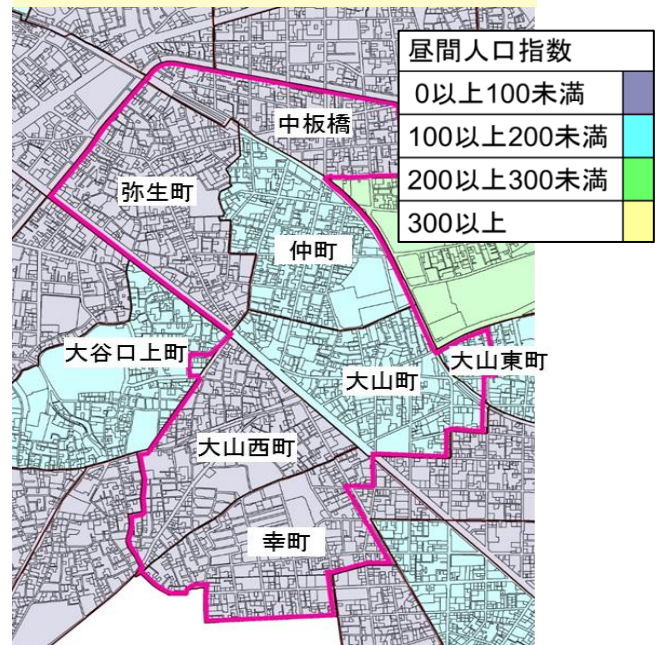 昼間人口指数
0以上100未満
100以上200未満
200以上300未満
300以上
中板橋
弥生町
仲町
大谷口上町
大山町
大山東町
大山西町
幸町